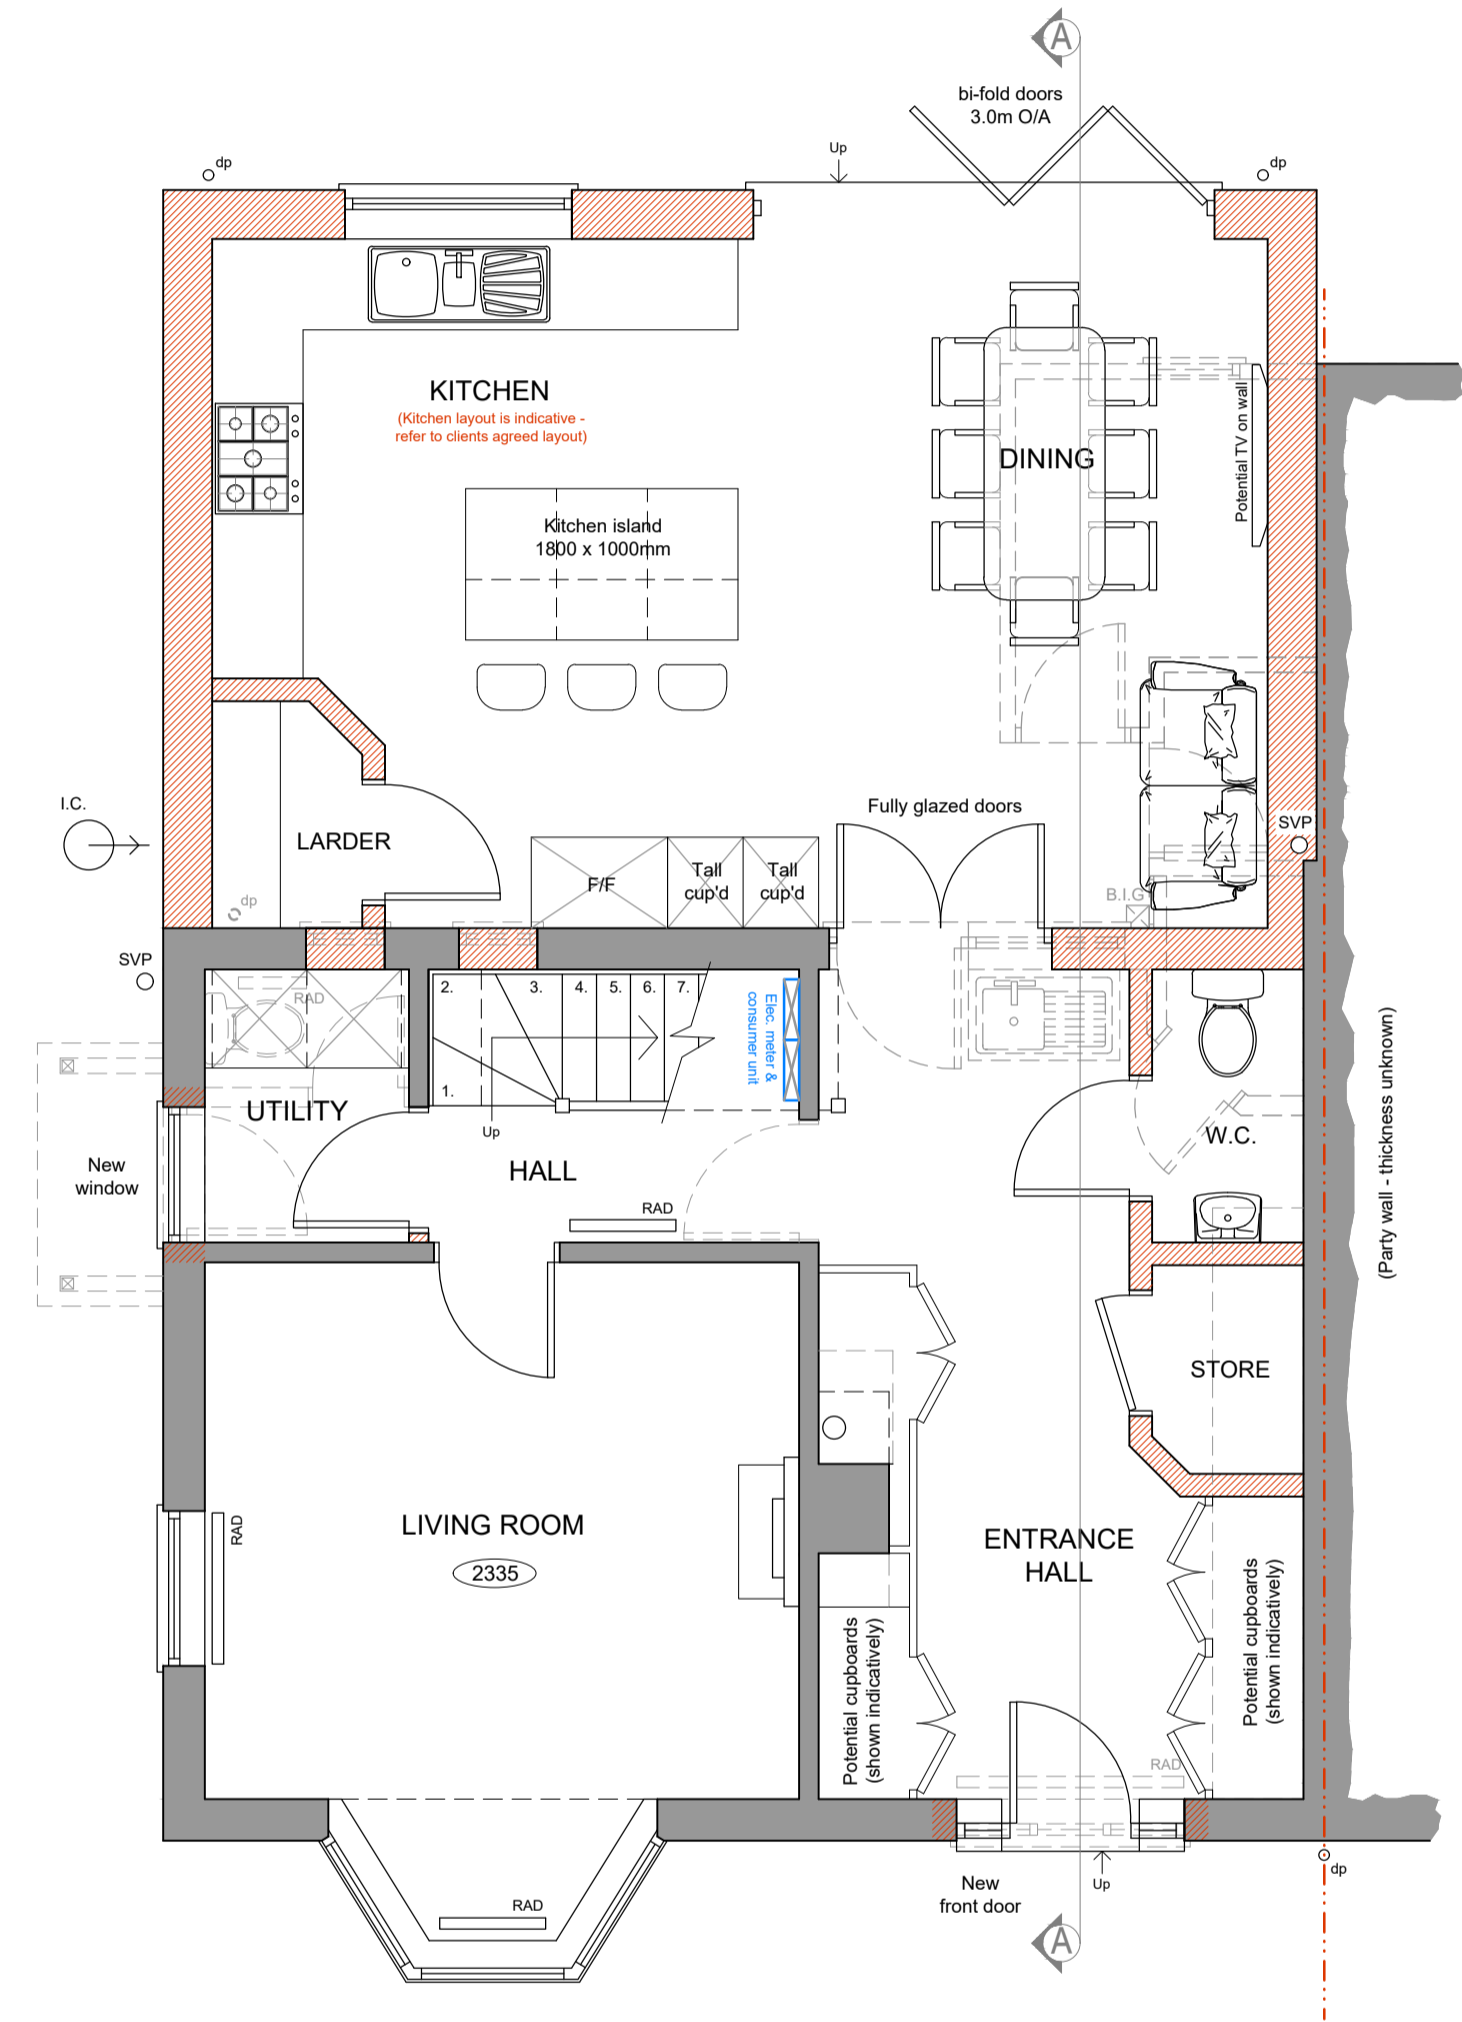 A
bi-fold doors
3.0m O/A
Up
dp
dp
KITCHEN
(Kitchen layout is indicative -
refer to clients agreed layout)
DINING
Potential TV on wall
Kitchen island
1800 x 1000mm
I.C.
LARDER
Fully glazed doors
SVP
F/F
Tall
cup'd
Tall
cup'd
dp
B.I.G
SVP
RAD
2.
3.
4.
5.
6.
7.
1.
Elec. meter &
consumer unit
UTILITY
Up
W.C.
New
window
HALL
RAD
(Party wall - thickness unknown)
STORE
LIVING ROOM
2335
RAD
ENTRANCE
HALL
Potential cupboards
(shown indicatively)
Potential cupboards
(shown indicatively)
RAD
New
front door
Up
dp
RAD
A